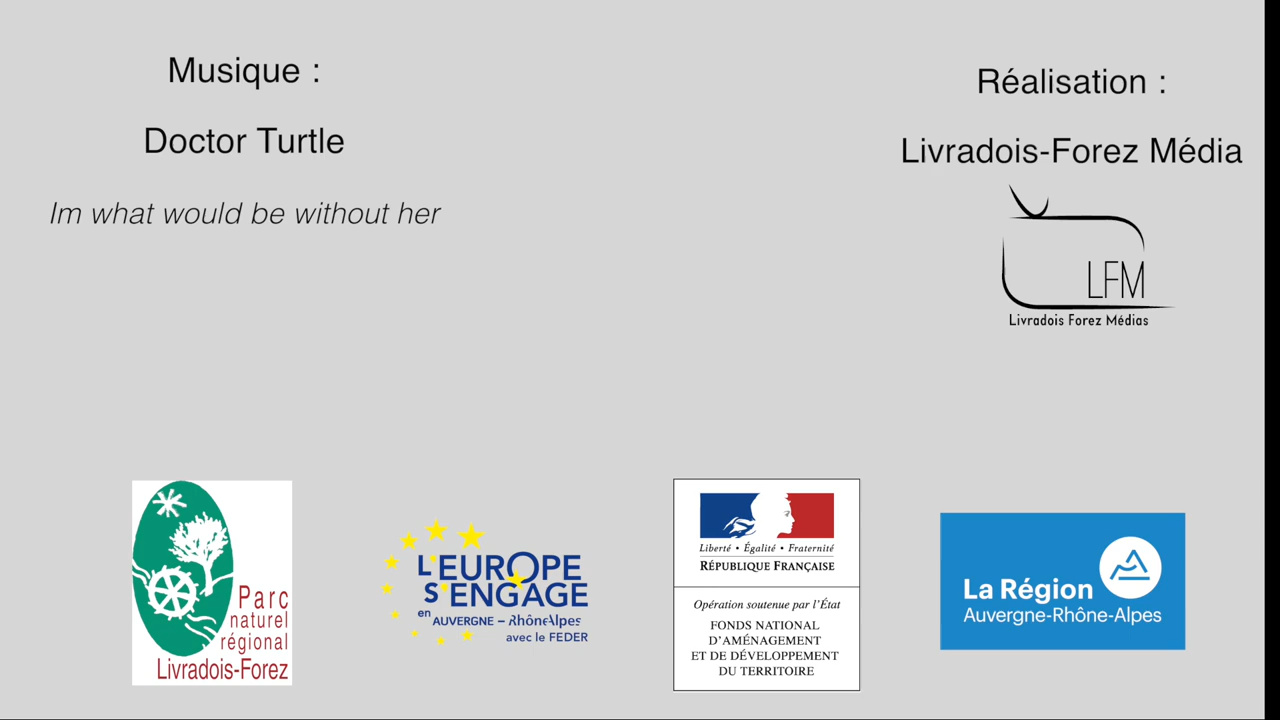 Musique :
Doctor Turtle
Im what would be without her
Réalisation :
Livradois-Forez Média
LFM
Livradois Forez Médias
Parc
naturel
régional
Livradois-Forez
L'EUROPE
S'ENGAGE
en AUVERGNE – RhôneAlpes
avec le FEDER
Liberté • Égalité • Fraternité
RÉPUBLIQUE FRANÇAISE
Opération soutenue par l'État
FONDS NATIONAL
D'AMÉNAGEMENT
ET DE DÉVELOPPEMENT
DU TERRITOIRE
La Région
Auvergne-Rhône-Alpes